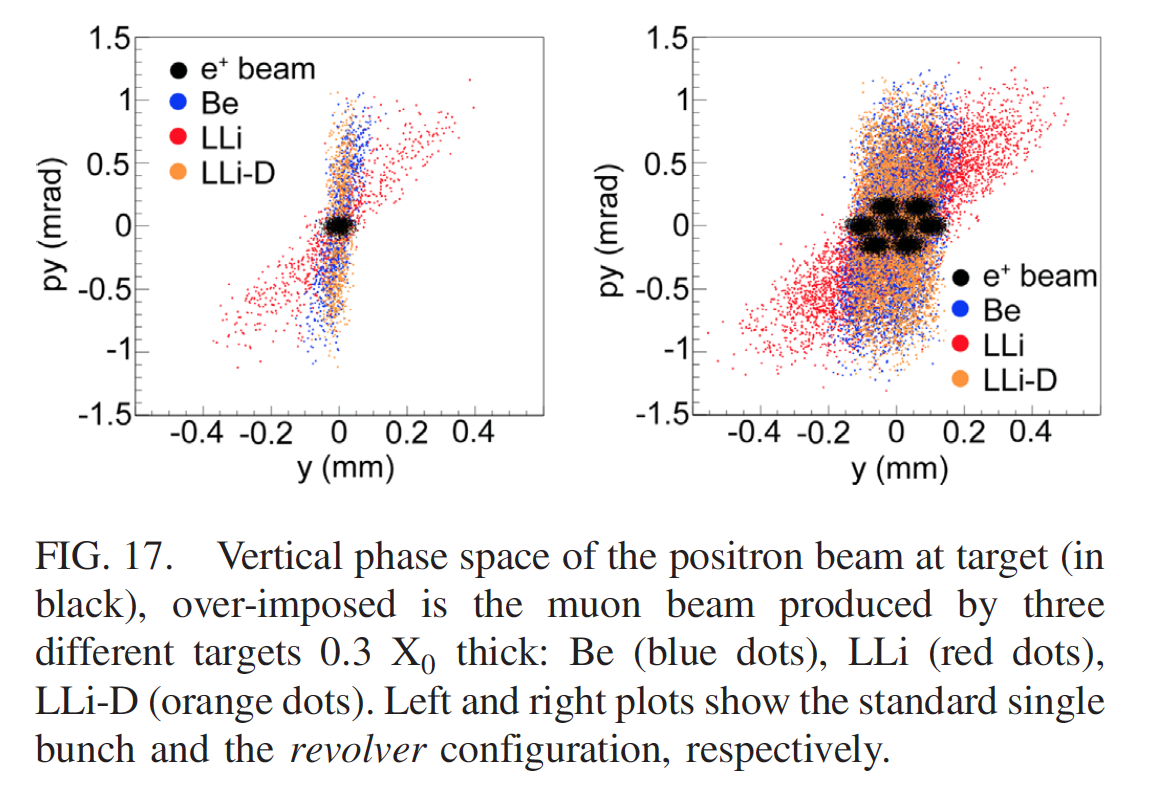 1.5
1
0.5
0
-0.5
-1
-1.5
py (mrad)
e⁺ beam
Be
LLi
LLi-D
-0.4 -0.2 0 0.2 0.4
y (mm)
1.5
1
0.5
0
-0.5
-1
-1.5
py (mrad)
e⁺ beam
Be
LLi
LLi-D
-0.4 -0.2 0 0.2 0.4
y (mm)
FIG. 17. Vertical phase space of the positron beam at target (in
black), over-imposed is the muon beam produced by three
different targets 0.3 X₀ thick: Be (blue dots), LLi (red dots),
LLi-D (orange dots). Left and right plots show the standard single
bunch and the revolver configuration, respectively.